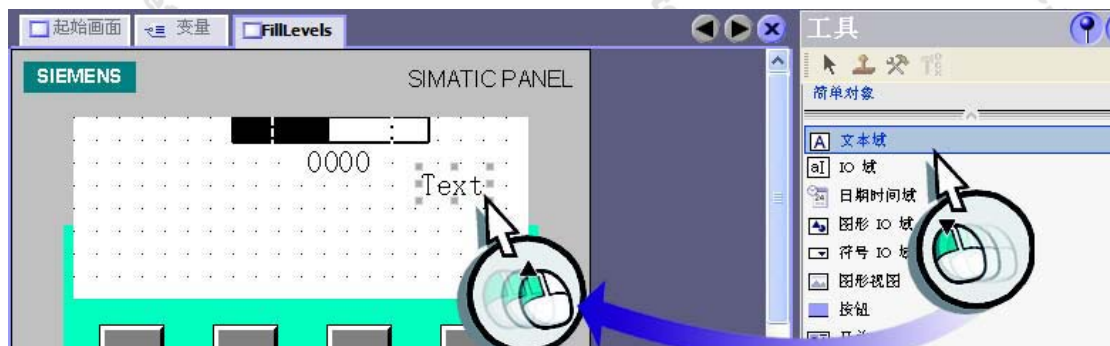 起始画面
变量
FillLevels
SIEMENS
SIMATIC PANEL
0000
Text
工具
简单对象
A 文本域
aI IO 域
24 日期时间域
图形 IO 域
符号 IO
图形视图
按钮